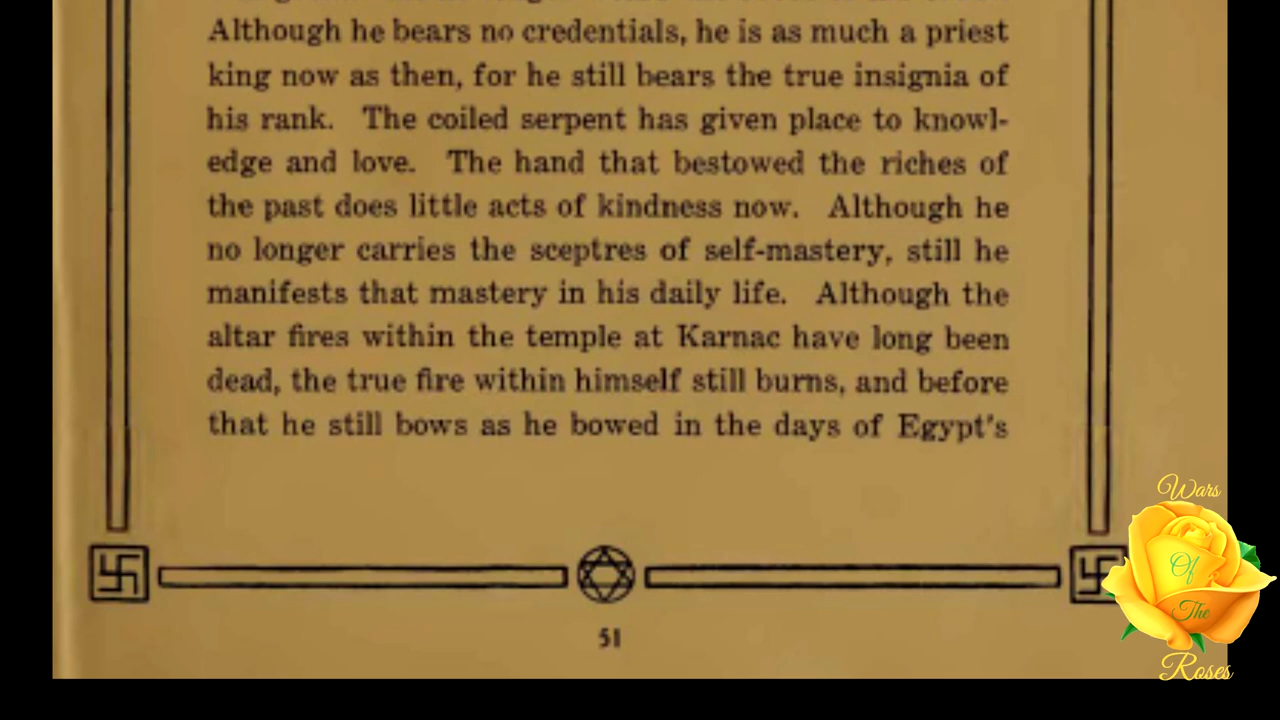 Although he bears no credentials, he is as much a priest
king now as then, for he still bears the true insignia of
his rank. The coiled serpent has given place to knowl-
edge and love. The hand that bestowed the riches of
the past does little acts of kindness now. Although he
no longer carries the sceptres of self-mastery, still he
manifests that mastery in his daily life. Although the
altar fires within the temple at Karnac have long been
dead, the true fire within himself still burns, and before
that he still bows as he bowed in the days of Egypt's
51
Wars
Of
The
Roses